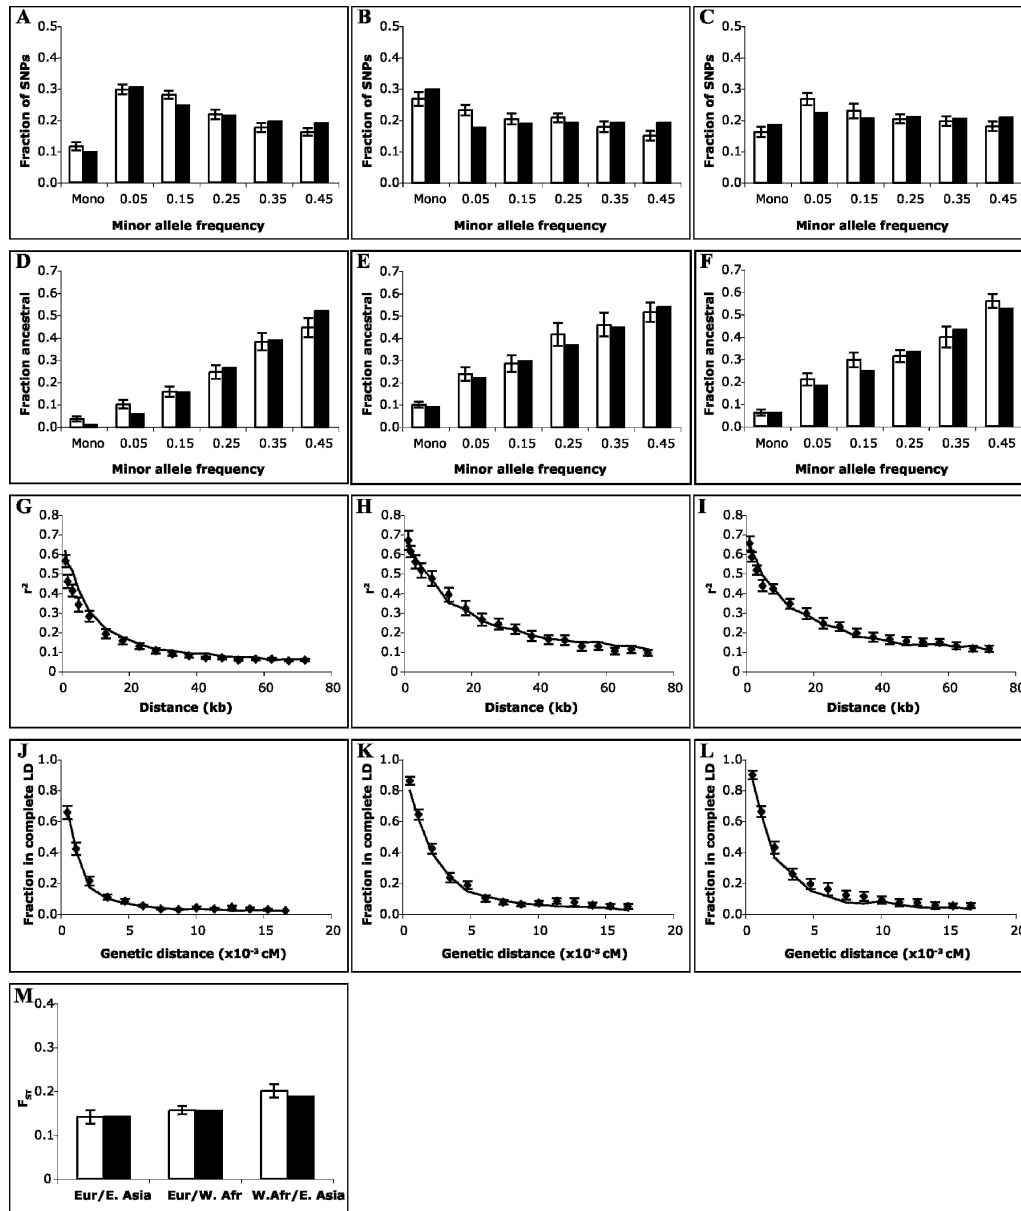 A
Fraction of SNPs
0.5
0.4
0.3
0.2
0.1
0.0
Mono 0.05 0.15 0.25 0.35 0.45
Minor allele frequency
B
Fraction of SNPs
0.5
0.4
0.3
0.2
0.1
0.0
Mono 0.05 0.15 0.25 0.35 0.45
Minor allele frequency
C
Fraction of SNPs
0.5
0.4
0.3
0.2
0.1
0.0
Mono 0.05 0.15 0.25 0.35 0.45
Minor allele frequency
D
Fraction ancestral
0.7
0.6
0.5
0.4
0.3
0.2
0.1
0.0
Mono 0.05 0.15 0.25 0.35 0.45
Minor allele frequency
E
Fraction ancestral
0.7
0.6
0.5
0.4
0.3
0.2
0.1
0.0
Mono 0.05 0.15 0.25 0.35 0.45
Minor allele frequency
F
Fraction ancestral
0.7
0.6
0.5
0.4
0.3
0.2
0.1
0.0
Mono 0.05 0.15 0.25 0.35 0.45
Minor allele frequency
G
r²
0.8
0.7
0.6
0.5
0.4
0.3
0.2
0.1
0
0 20 40 60 80
Distance (kb)
H
r²
0.8
0.7
0.6
0.5
0.4
0.3
0.2
0.1
0
0 20 40 60 80
Distance (kb)
I
r²
0.8
0.7
0.6
0.5
0.4
0.3
0.2
0.1
0
0 20 40 60 80
Distance (kb)
J
Fraction in complete LD
1.0
0.8
0.6
0.4
0.2
0.0
0 5 10 15 20
Genetic distance (x10⁻³ cM)
K
Fraction in complete LD
1.0
0.8
0.6
0.4
0.2
0.0
0 5 10 15 20
Genetic distance (x10⁻³ cM)
L
Fraction in complete LD
1.0
0.8
0.6
0.4
0.2
0.0
0 5 10 15 20
Genetic distance (x10⁻³ cM)
M
F_ST
0.4
0.3
0.2
0.1
0
Eur/E. Asia Eur/W. Afr W.Afr/E. Asia